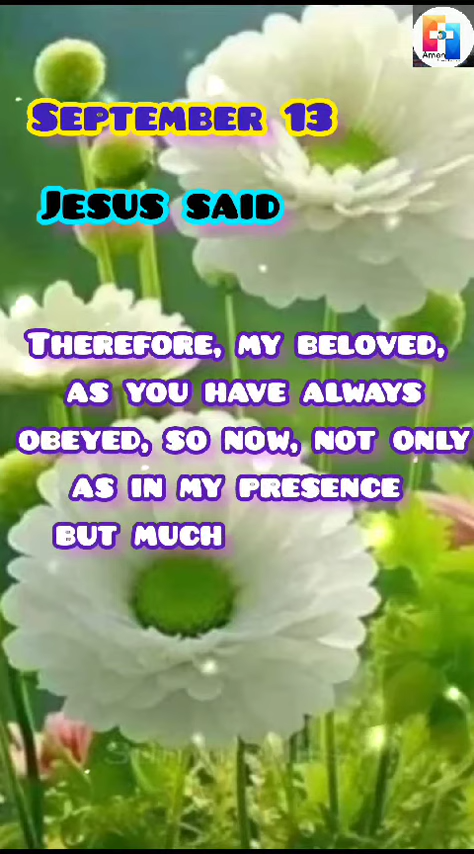 Amen
September 13
Jesus said
Therefore, my beloved,
as you have always
obeyed, so now, not only
as in my presence
but much